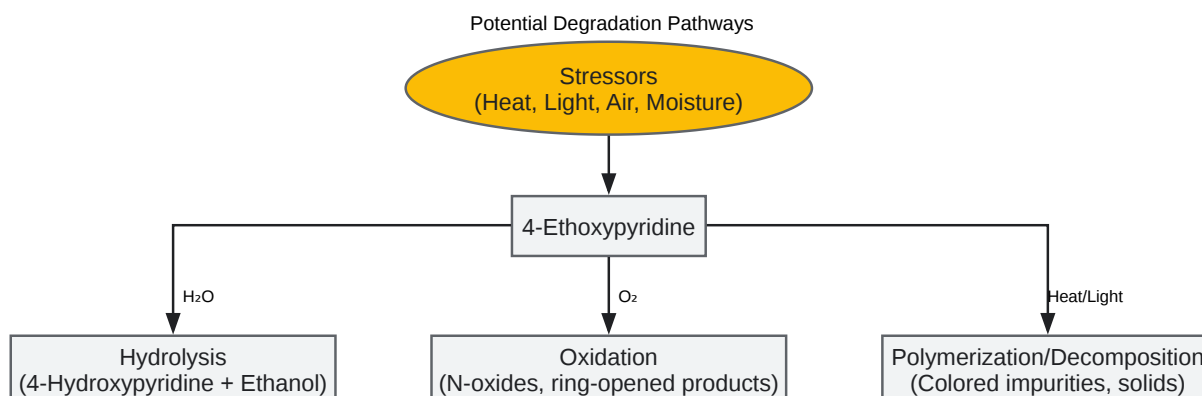 Potential Degradation Pathways
Stressors
(Heat, Light, Air, Moisture)
4-Ethoxypyridine
H₂O
O₂
Heat/Light
Hydrolysis
(4-Hydroxypyridine + Ethanol)
Oxidation
(N-oxides, ring-opened products)
Polymerization/Decomposition
(Colored impurities, solids)